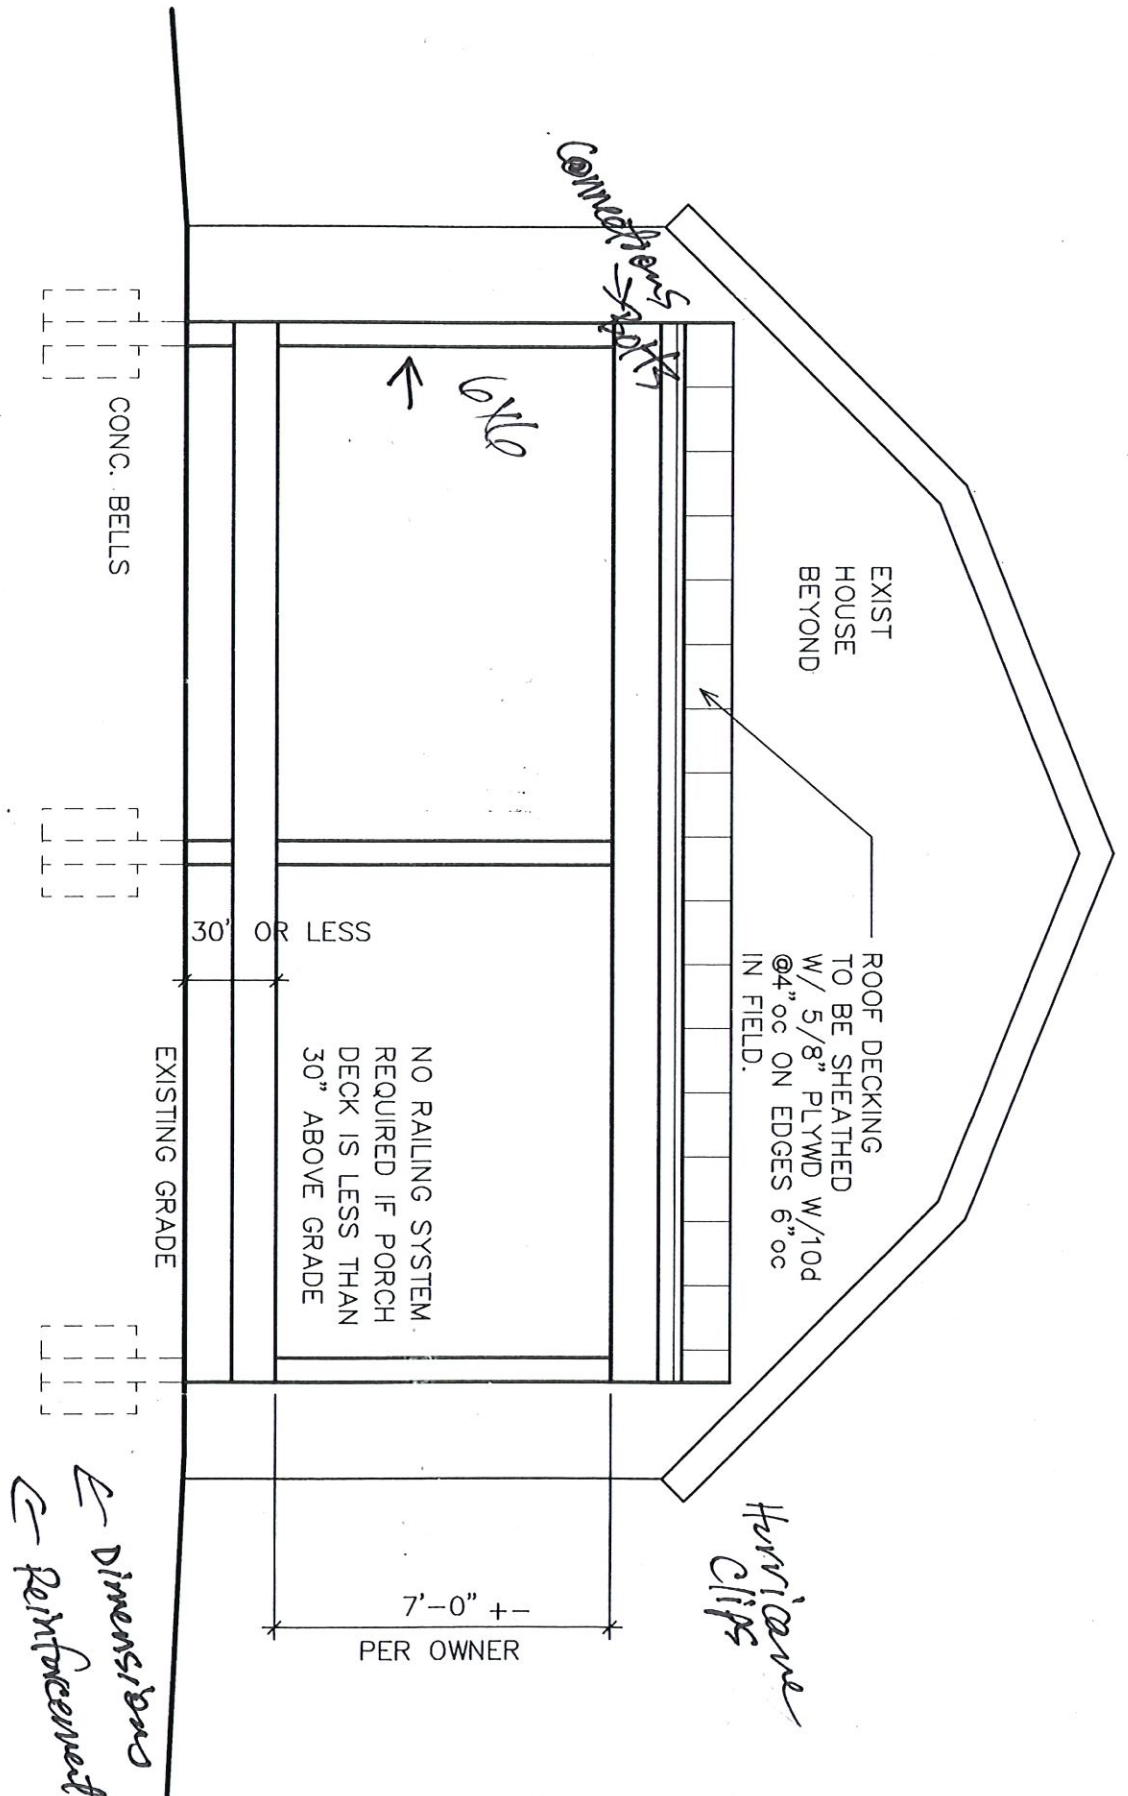 Connections
→ Bolts
6x6
EXIST
HOUSE
BEYOND
ROOF DECKING
TO BE SHEATHED
W/ 5/8" PLYWD W/10d
@4"oc ON EDGES 6"oc
IN FIELD.
Hurricane
Clips
CONC. BELLS
30' OR LESS
NO RAILING SYSTEM
REQUIRED IF PORCH
DECK IS LESS THAN
30" ABOVE GRADE
7'-0" +-
PER OWNER
EXISTING GRADE
← Dimensions
← Reinforcement